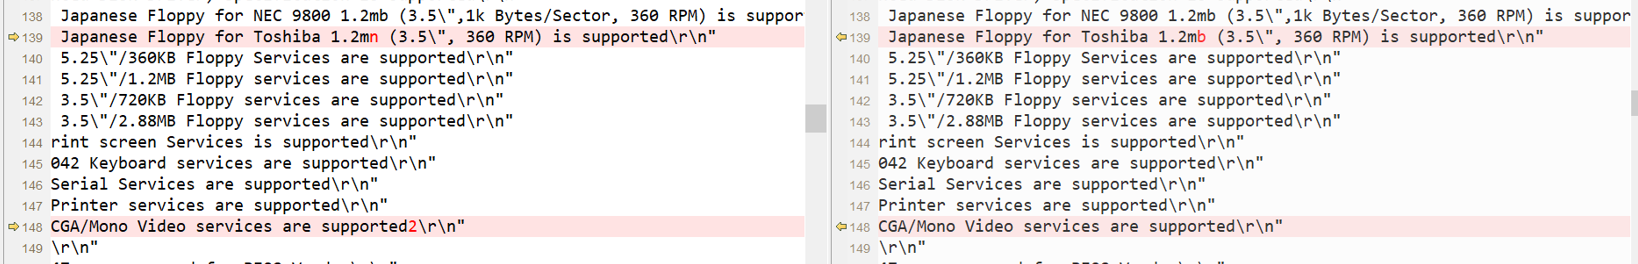 138 Japanese Floppy for NEC 9800 1.2mb (3.5\",1k Bytes/Sector, 360 RPM) is suppor
139 Japanese Floppy for Toshiba 1.2mn (3.5\", 360 RPM) is supported\r\n"
140 5.25\"/360KB Floppy Services are supported\r\n"
141 5.25\"/1.2MB Floppy services are supported\r\n"
142 3.5\"/720KB Floppy services are supported\r\n"
143 3.5\"/2.88MB Floppy services are supported\r\n"
144 rint screen Services is supported\r\n"
145 042 Keyboard services are supported\r\n"
146 Serial Services are supported\r\n"
147 Printer services are supported\r\n"
148 CGA/Mono Video services are supported2\r\n"
149 \r\n"
138 Japanese Floppy for NEC 9800 1.2mb (3.5\",1k Bytes/Sector, 360 RPM) is suppor
139 Japanese Floppy for Toshiba 1.2mb (3.5\", 360 RPM) is supported\r\n"
140 5.25\"/360KB Floppy Services are supported\r\n"
141 5.25\"/1.2MB Floppy services are supported\r\n"
142 3.5\"/720KB Floppy services are supported\r\n"
143 3.5\"/2.88MB Floppy services are supported\r\n"
144 rint screen Services is supported\r\n"
145 042 Keyboard services are supported\r\n"
146 Serial Services are supported\r\n"
147 Printer services are supported\r\n"
148 CGA/Mono Video services are supported\r\n"
149 \r\n"